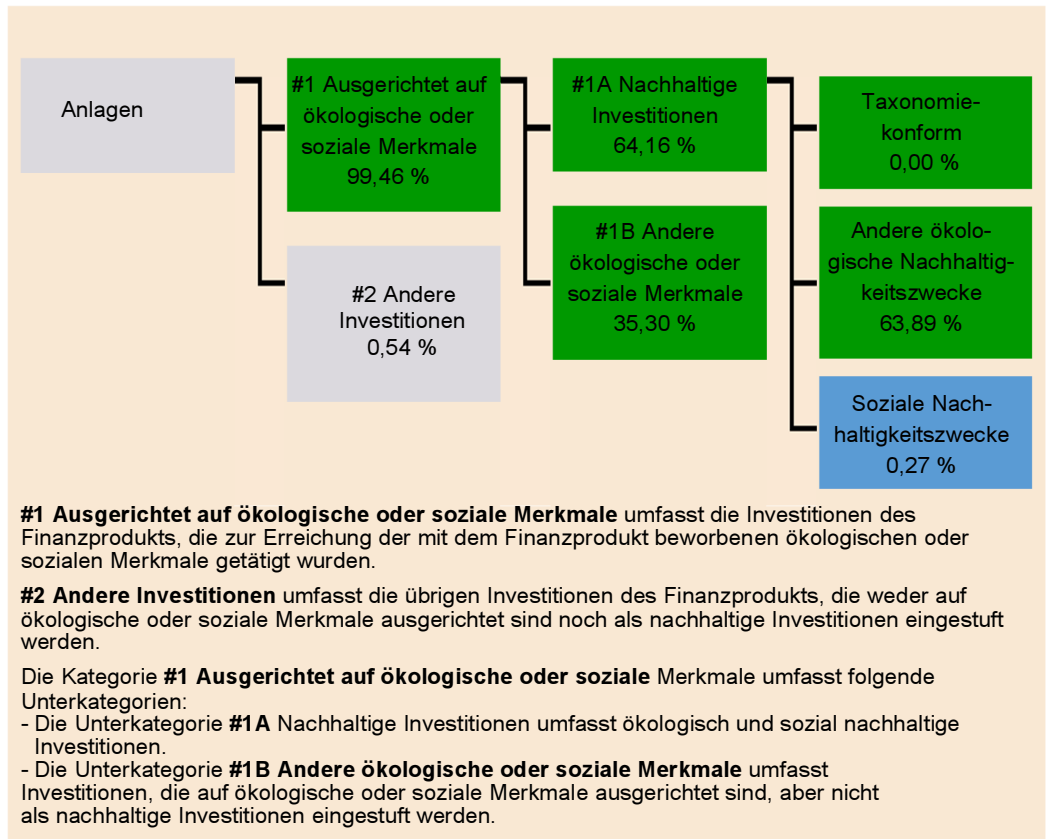 Anlagen
#1 Ausgerichtet auf
ökologische oder
soziale Merkmale
99,46 %
#2 Andere
Investitionen
0,54 %
#1A Nachhaltige
Investitionen
64,16 %
#1B Andere
ökologische oder
soziale Merkmale
35,30 %
Taxonomie-
konform
0,00 %
Andere ökolo-
gische Nachhaltig-
keitszwecke
63,89 %
Soziale Nach-
haltigkeitszwecke
0,27 %
#1 Ausgerichtet auf ökologische oder soziale Merkmale umfasst die Investitionen des
Finanzprodukts, die zur Erreichung der mit dem Finanzprodukt beworbenen ökologischen oder
sozialen Merkmale getätigt wurden.
#2 Andere Investitionen umfasst die übrigen Investitionen des Finanzprodukts, die weder auf
ökologische oder soziale Merkmale ausgerichtet sind noch als nachhaltige Investitionen eingestuft
werden.
Die Kategorie #1 Ausgerichtet auf ökologische oder soziale Merkmale umfasst folgende
Unterkategorien:
- Die Unterkategorie #1A Nachhaltige Investitionen umfasst ökologisch und sozial nachhaltige
Investitionen.
- Die Unterkategorie #1B Andere ökologische oder soziale Merkmale umfasst
Investitionen, die auf ökologische oder soziale Merkmale ausgerichtet sind, aber nicht
als nachhaltige Investitionen eingestuft werden.